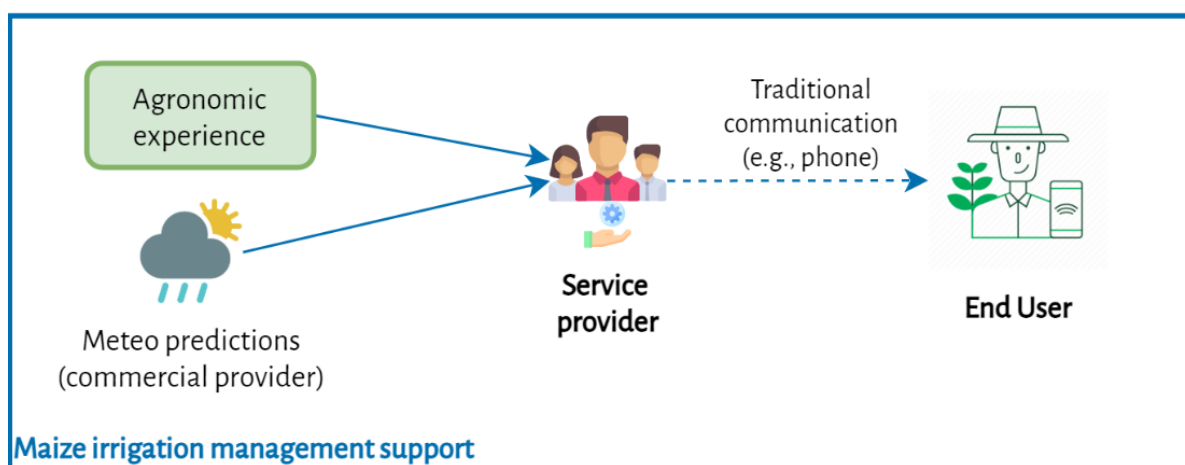 Agronomic
experience
Meteo predictions
(commercial provider)
Service
provider
Traditional
communication
(e.g., phone)
End User
Maize irrigation management support